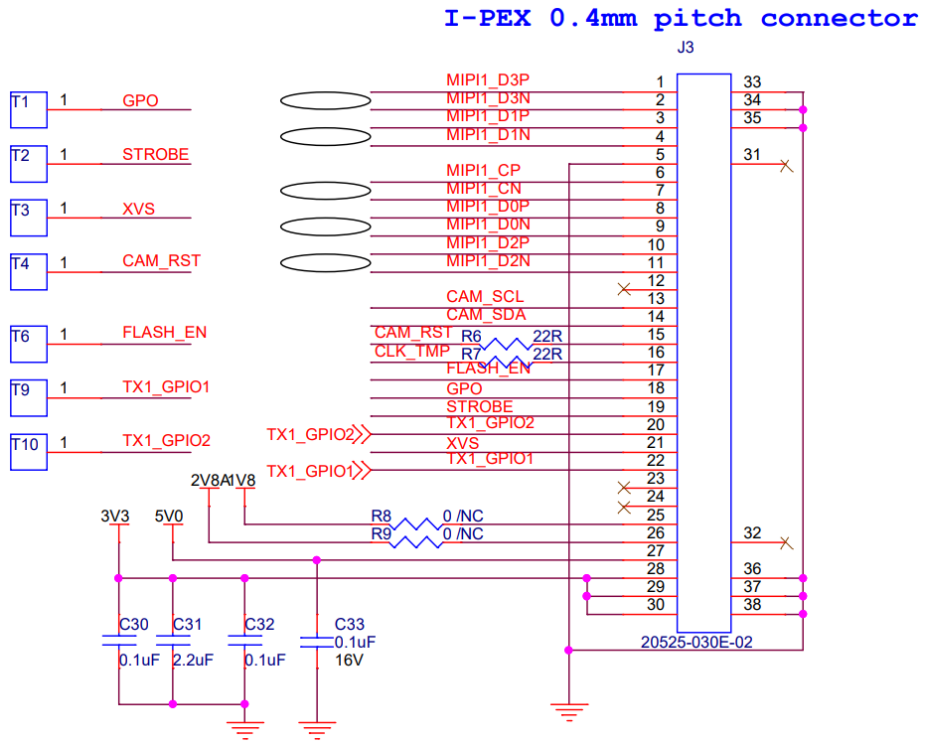 I-PEX 0.4mm pitch connector
J3
T1 1 GPO
T2 1 STROBE
T3 1 XVS
T4 1 CAM_RST
T6 1 FLASH_EN
T9 1 TX1_GPIO1
T10 1 TX1_GPIO2
MIPI1_D3P 1 33
MIPI1_D3N 2 34
MIPI1_D1P 3 35
MIPI1_D1N 4
5 31
MIPI1_CP 6
MIPI1_CN 7
MIPI1_D0P 8
MIPI1_D0N 9
MIPI1_D2P 10
MIPI1_D2N 11
12
CAM_SCL 13
CAM_SDA 14
CAM_RST R6 22R 15
CLK_TMP R7 22R 16
FLASH_EN 17
GPO 18
STROBE 19
TX1_GPIO2 TX1_GPIO2 20
XVS 21
TX1_GPIO1 TX1_GPIO1 22
23
24
2V8A 1V8
3V3 5V0
R8 0 /NC 25
R9 0 /NC 26 32
27
28 36
29 37
30 38
20525-030E-02
C30 C31 C32 C33
0.1uF 2.2uF 0.1uF 0.1uF
16V